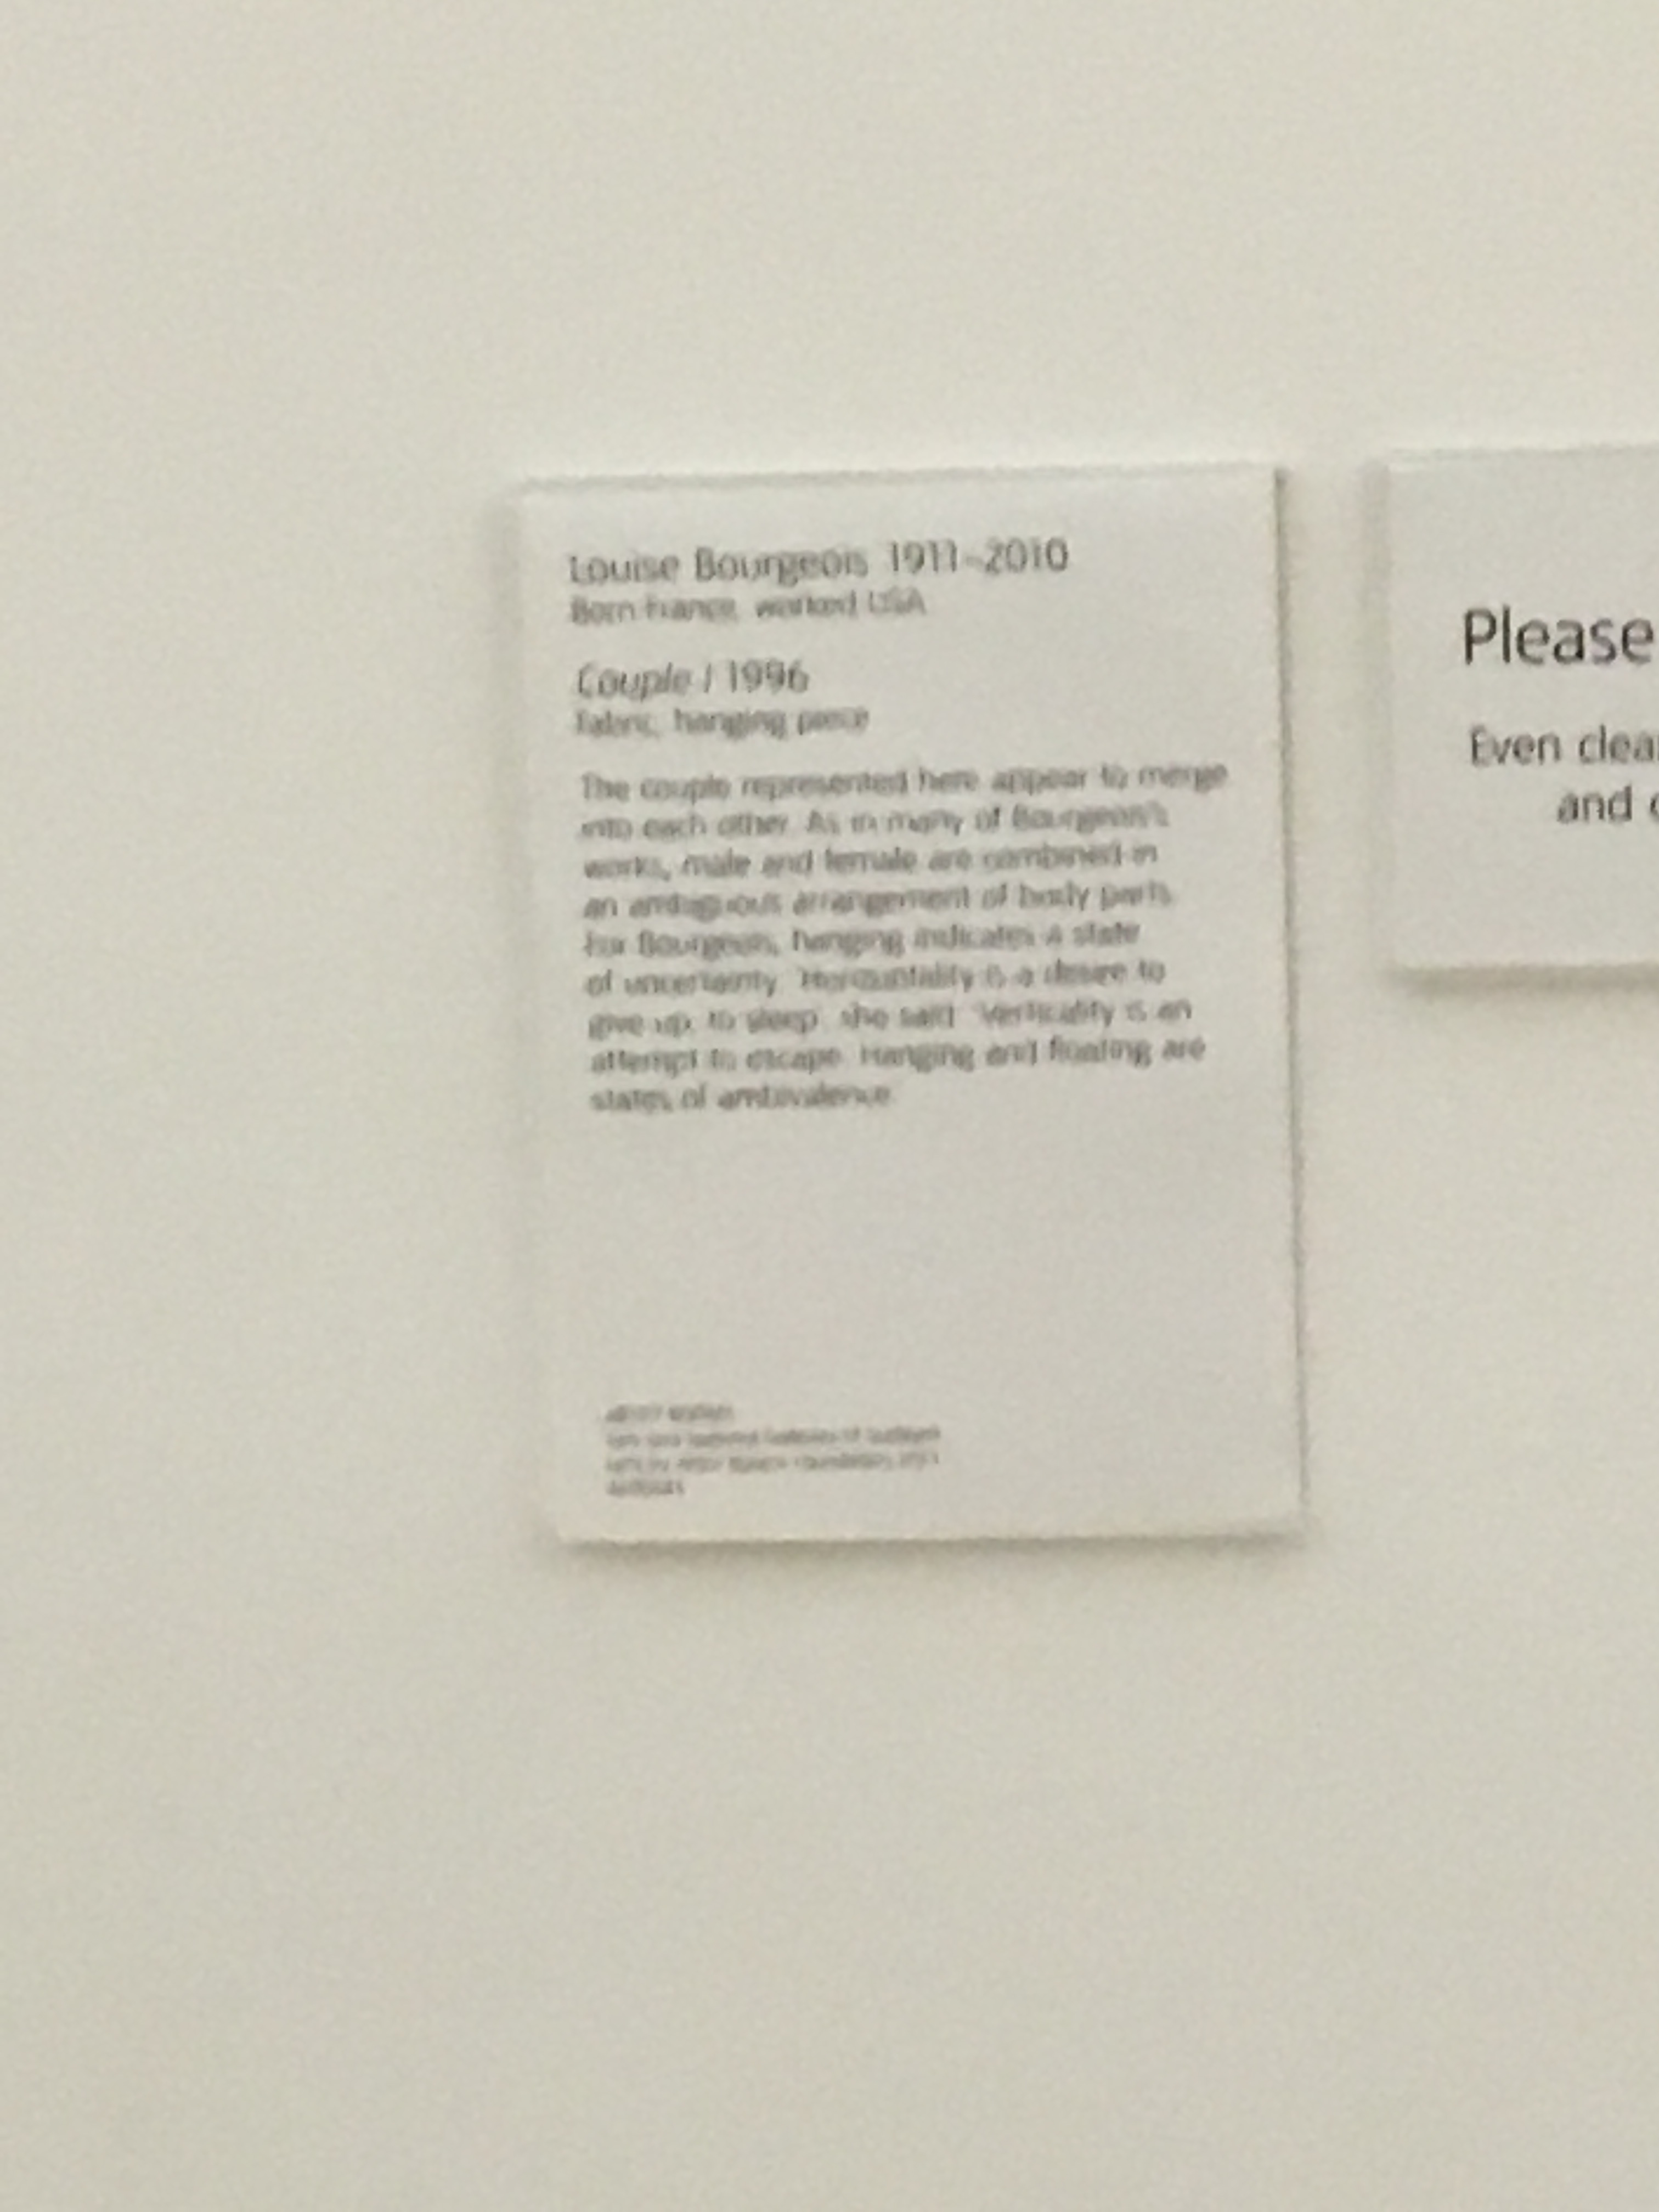 Louise Bourgeois 1911–2010
Born France, worked USA
Couple I 1996
Fabric, hanging piece
The couple represented here appear to merge
into each other. As in many of Bourgeois's
works, male and female are combined in
an ambiguous arrangement of body parts.
For Bourgeois, hanging indicates a state
of uncertainty. 'Horizontality is a desire to
give up, to sleep', she said. 'Verticality is an
attempt to escape. Hanging and floating are
states of ambivalence.'
ARTIST ROOMS
Please
Even clea
and